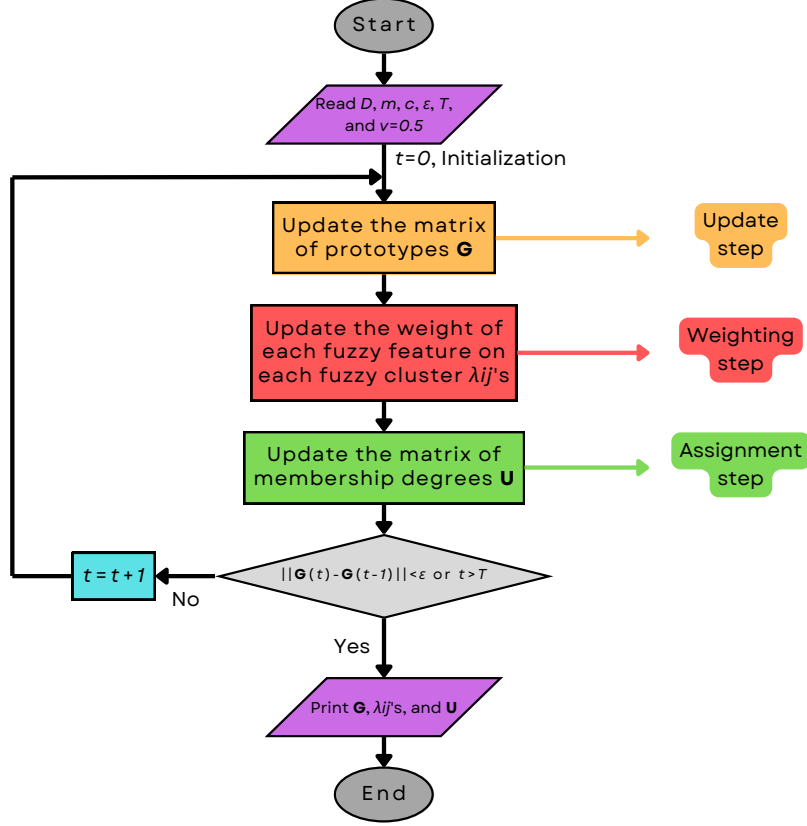 Start
Read D, m, c, ε, T,
and v=0.5
t=0, Initialization
Update the matrix
of prototypes G
Update
step
Update the weight of
each fuzzy feature on
each fuzzy cluster λij's
Weighting
step
Update the matrix of
membership degrees U
Assignment
step
||G(t)-G(t-1)||<ε or t>T
t=t+1
No
Yes
Print G, λij's, and U
End